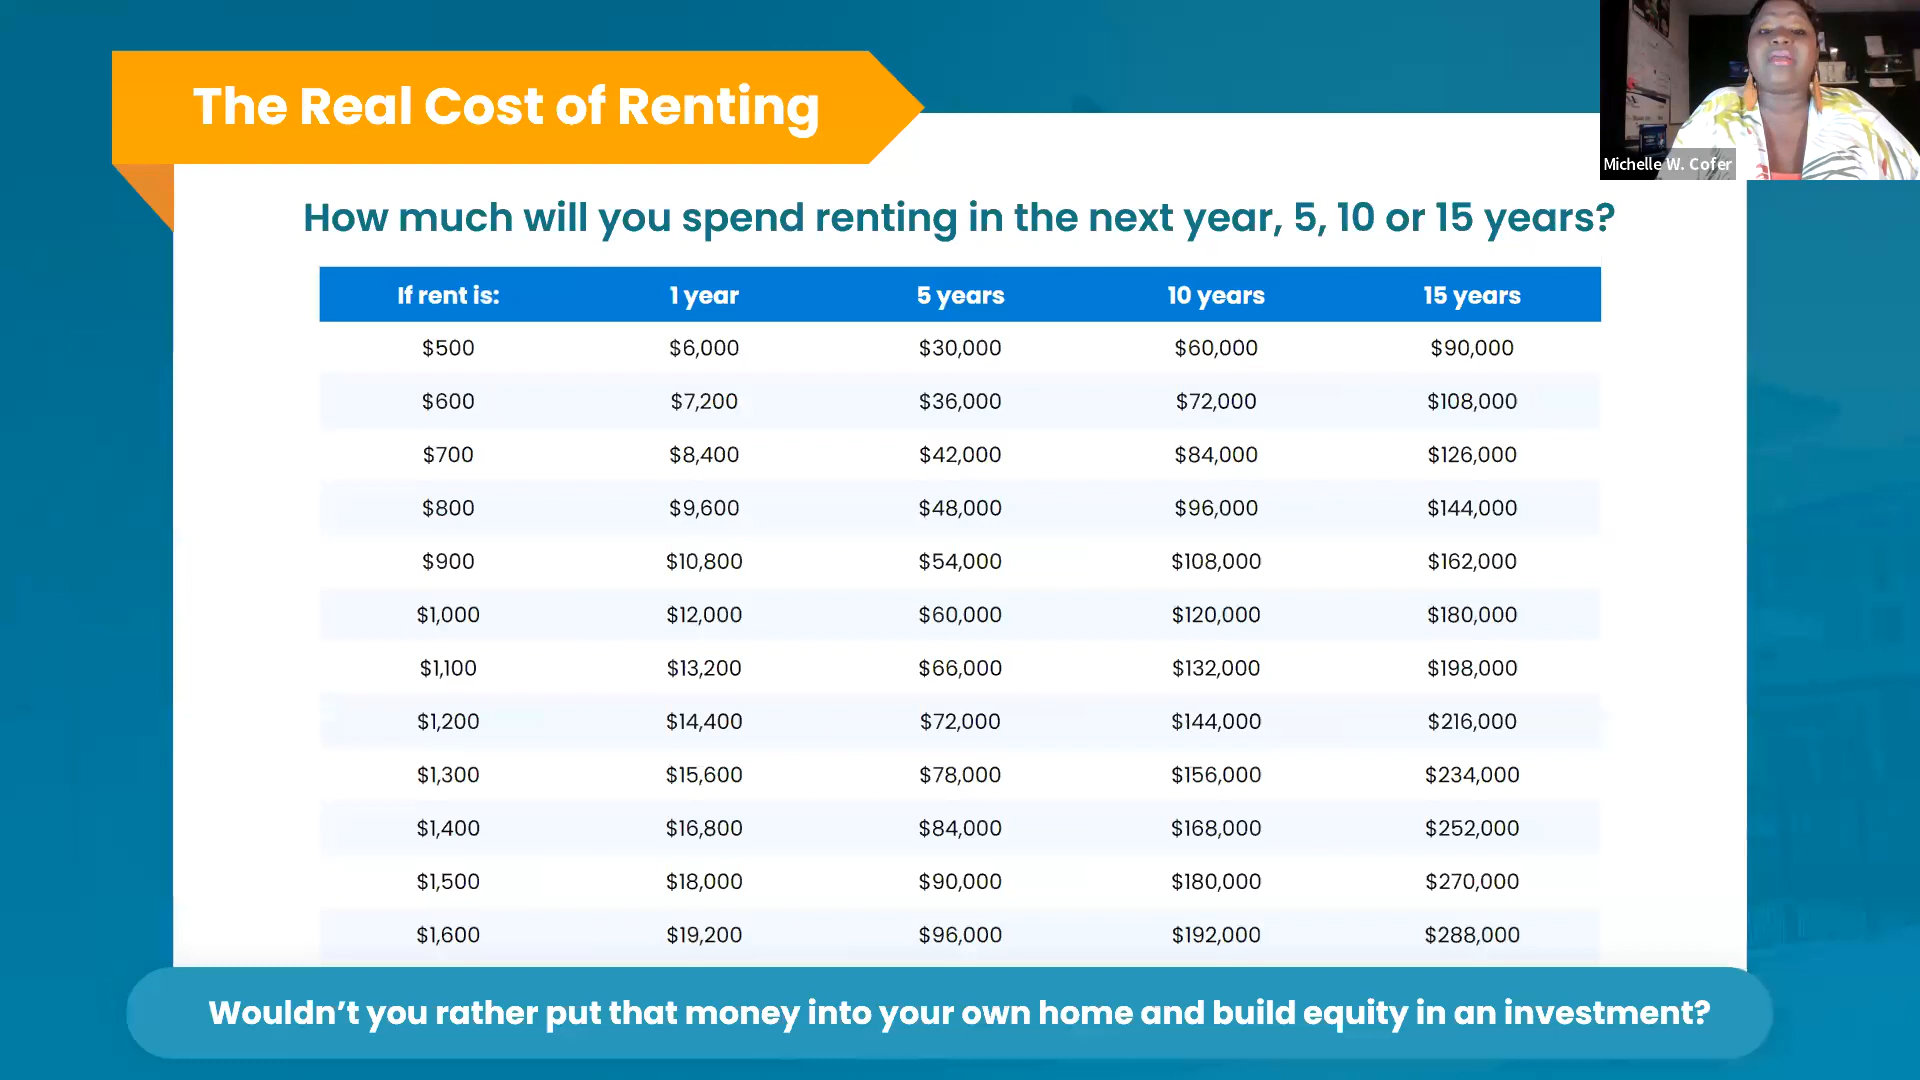 The Real Cost of Renting
Michelle W. Cofer
How much will you spend renting in the next year, 5, 10 or 15 years?
If rent is: 1 year 5 years 10 years 15 years
$500 $6,000 $30,000 $60,000 $90,000
$600 $7,200 $36,000 $72,000 $108,000
$700 $8,400 $42,000 $84,000 $126,000
$800 $9,600 $48,000 $96,000 $144,000
$900 $10,800 $54,000 $108,000 $162,000
$1,000 $12,000 $60,000 $120,000 $180,000
$1,100 $13,200 $66,000 $132,000 $198,000
$1,200 $14,400 $72,000 $144,000 $216,000
$1,300 $15,600 $78,000 $156,000 $234,000
$1,400 $16,800 $84,000 $168,000 $252,000
$1,500 $18,000 $90,000 $180,000 $270,000
$1,600 $19,200 $96,000 $192,000 $288,000
Wouldn’t you rather put that money into your own home and build equity in an investment?